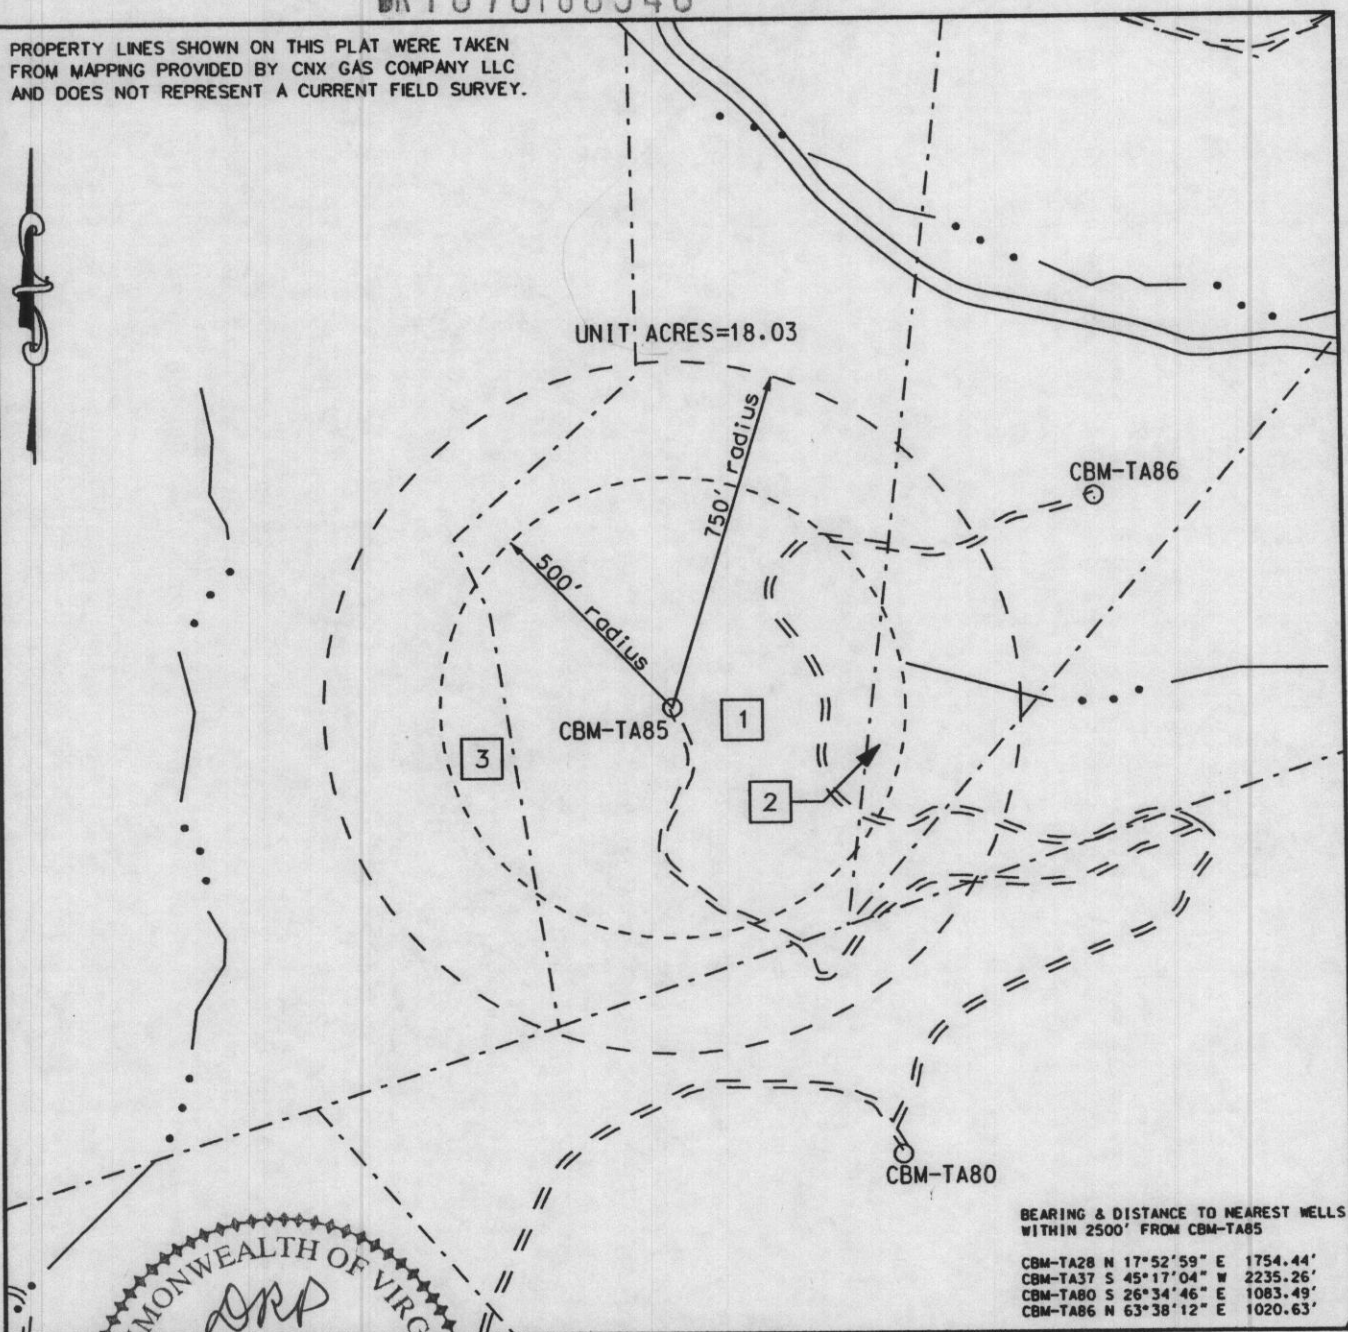 PROPERTY LINES SHOWN ON THIS PLAT WERE TAKEN
FROM MAPPING PROVIDED BY CNX GAS COMPANY LLC
AND DOES NOT REPRESENT A CURRENT FIELD SURVEY.
UNIT ACRES=18.03
750' radius
CBM-TA86
500' radius
CBM-TA85
1
3
2
CBM-TA80
BEARING & DISTANCE TO NEAREST WELLS
WITHIN 2500' FROM CBM-TA85
CBM-TA28 N 17°52'59" E 1754.44'
CBM-TA37 S 45°17'04" W 2235.26'
CBM-TA80 S 26°34'46" E 1083.49'
CBM-TA86 N 63°38'12" E 1020.63'
MONWEALTH OF VIRG